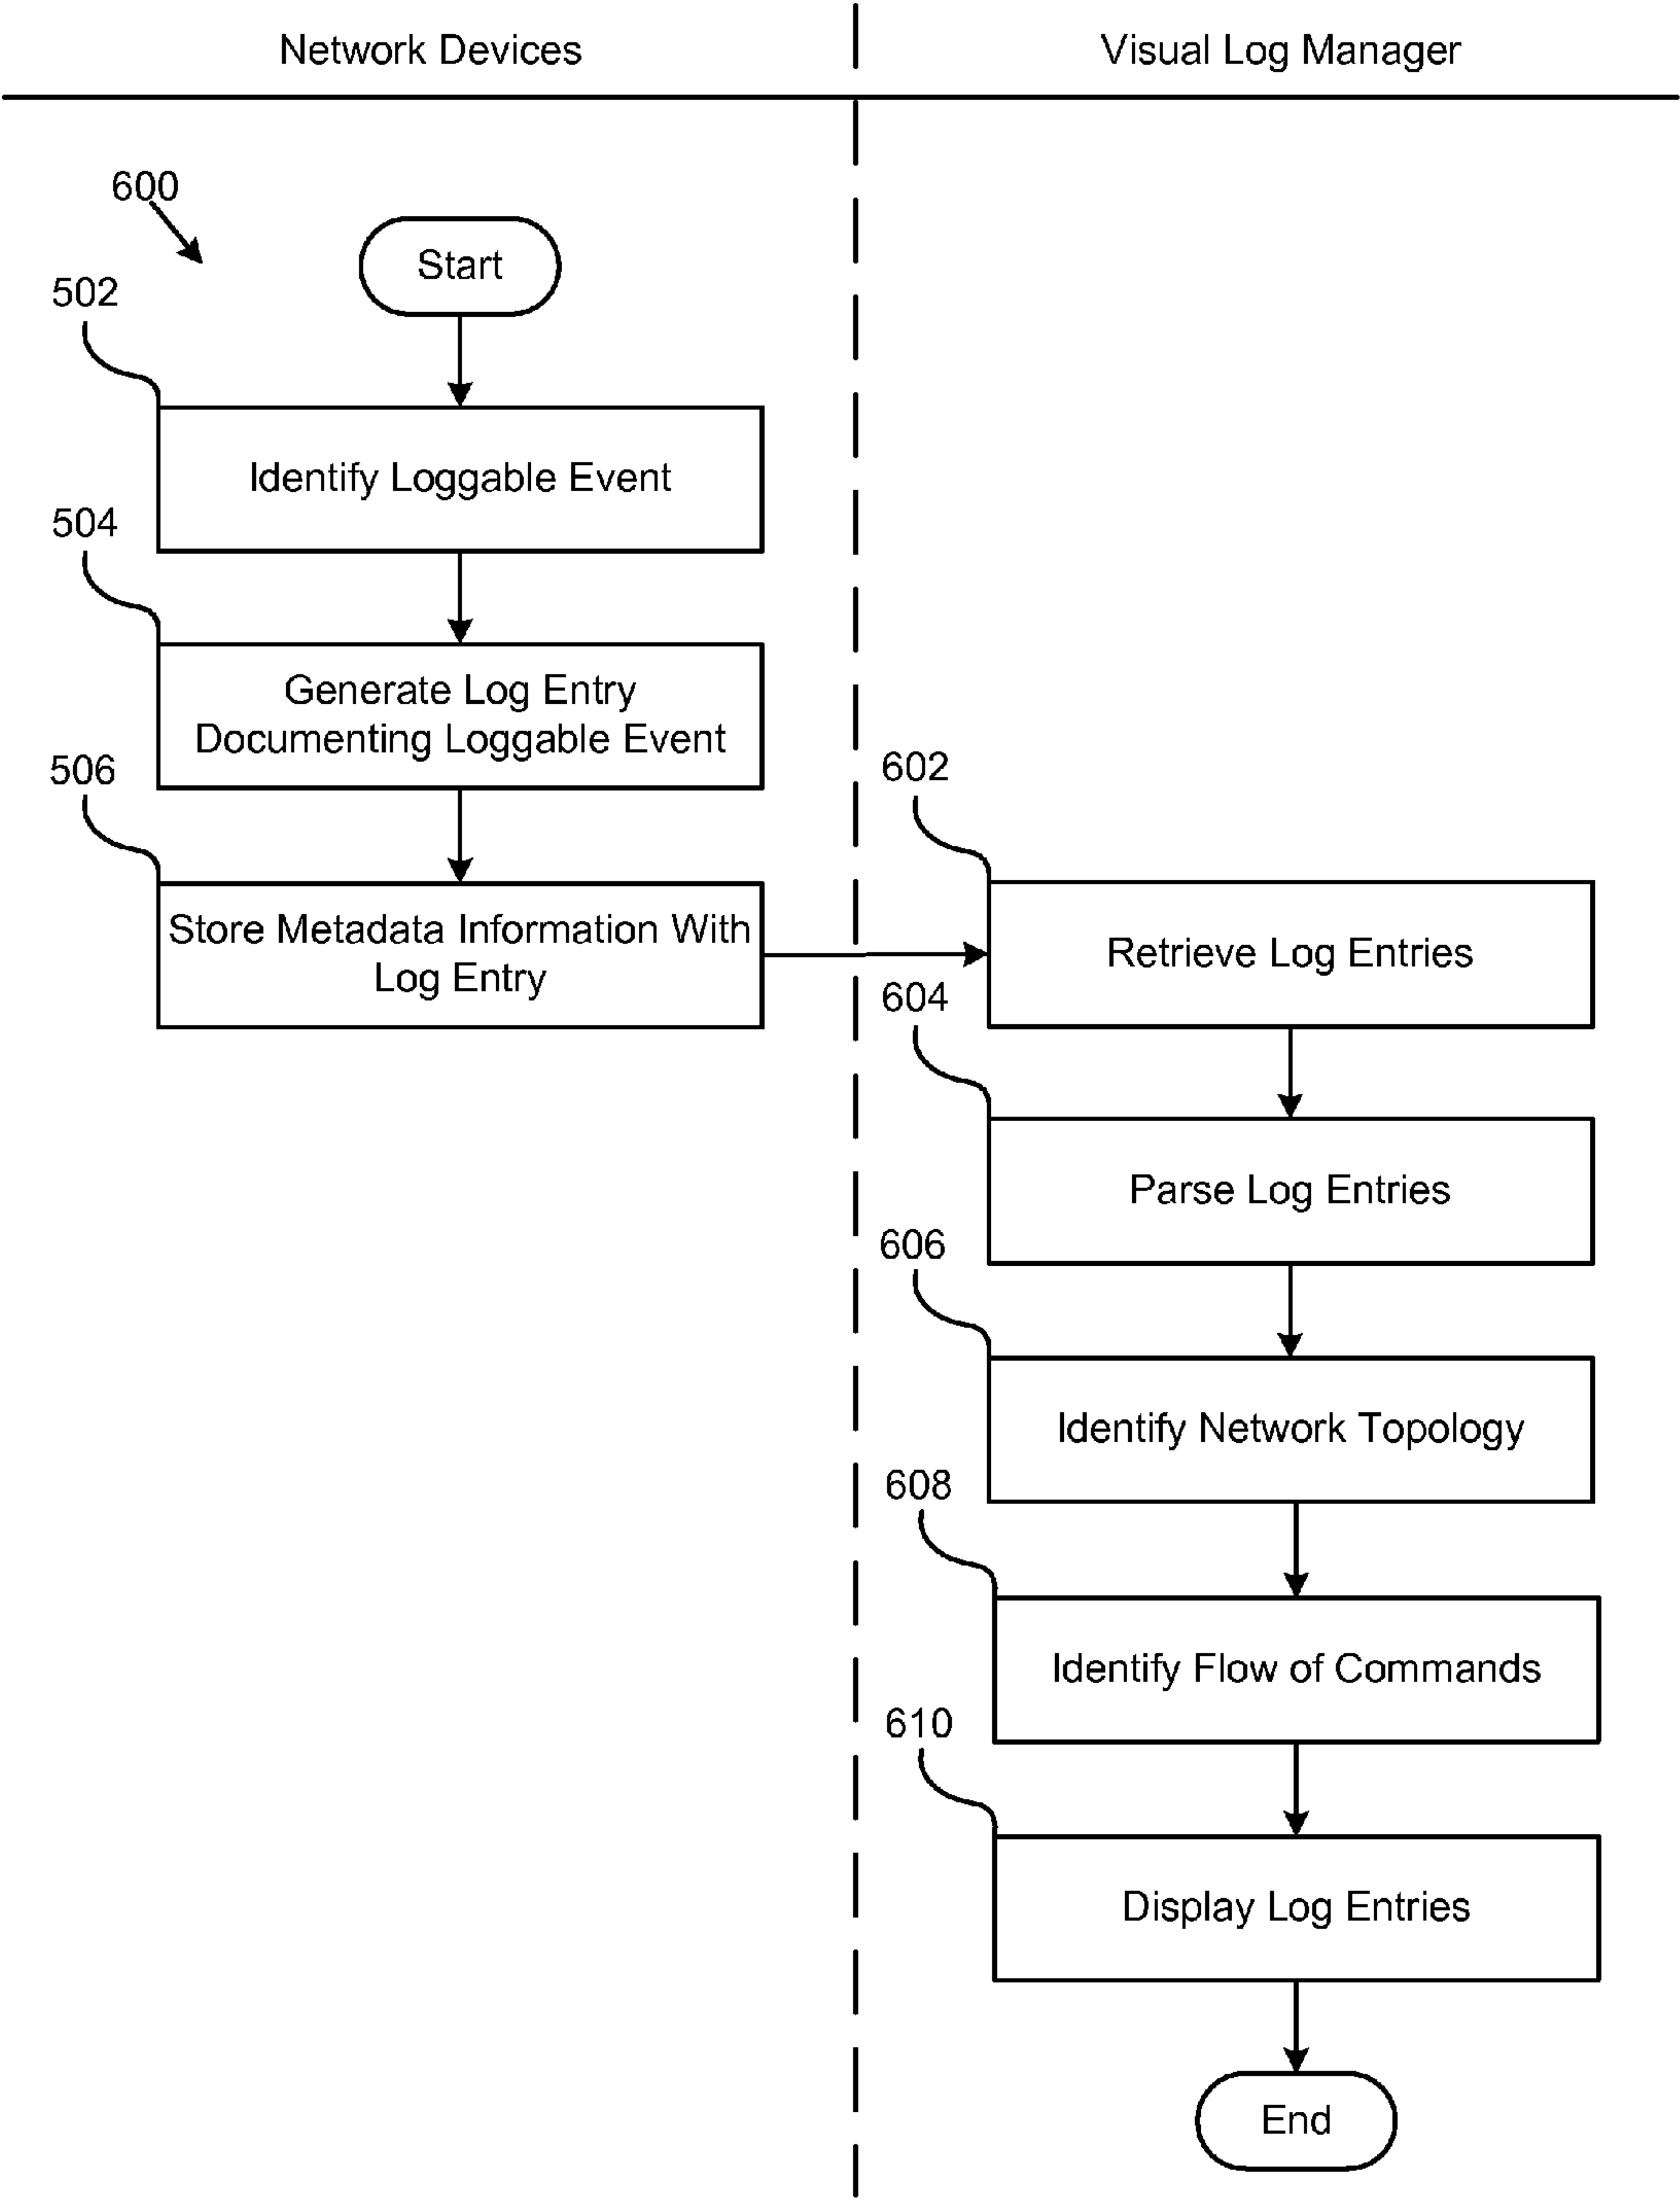 Network Devices
Visual Log Manager
600
Start
502
Identify Loggable Event
504
Generate Log Entry
Documenting Loggable Event
506
Store Metadata Information With
Log Entry
602
Retrieve Log Entries
604
Parse Log Entries
606
Identify Network Topology
608
Identify Flow of Commands
610
Display Log Entries
End